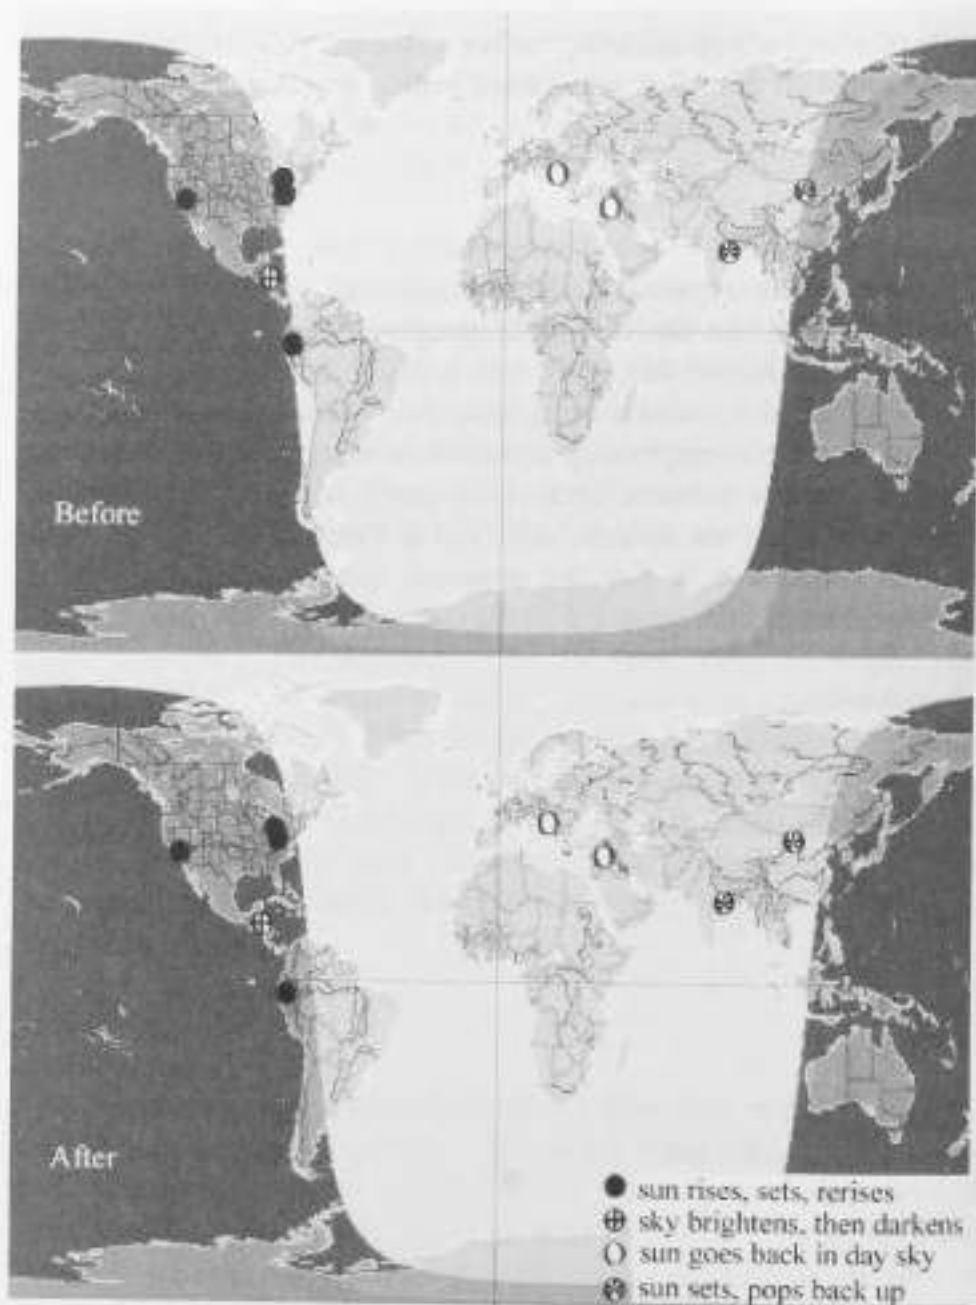 Before
After
sun rises, sets, rerises
sky brightens, then darkens
sun goes back in day sky
sun sets, pops back up